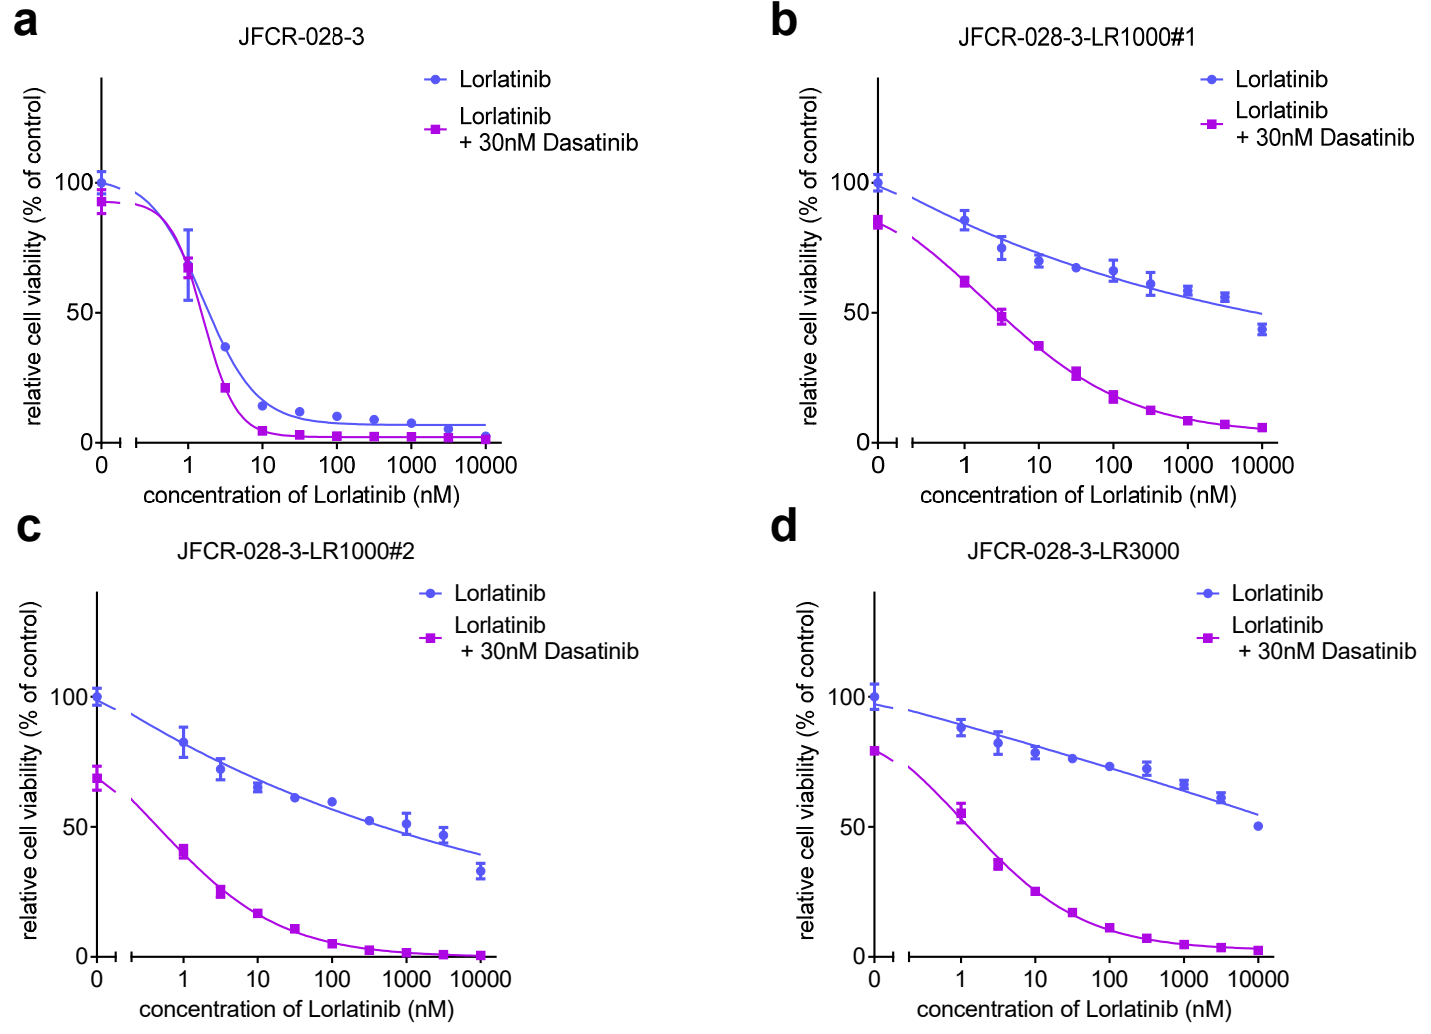 a
JFCR-028-3
Lorlatinib
Lorlatinib
+ 30nM Dasatinib
relative cell viability (% of control)
100
50
0
0 1 10 100 1000 10000
concentration of Lorlatinib (nM)
b
JFCR-028-3-LR1000#1
Lorlatinib
Lorlatinib
+ 30nM Dasatinib
relative cell viability (% of control)
100
50
0
0 1 10 100 1000 10000
concentration of Lorlatinib (nM)
c
JFCR-028-3-LR1000#2
Lorlatinib
Lorlatinib
+ 30nM Dasatinib
relative cell viability (% of control)
100
50
0
0 1 10 100 1000 10000
concentration of Lorlatinib (nM)
d
JFCR-028-3-LR3000
Lorlatinib
Lorlatinib
+ 30nM Dasatinib
relative cell viability (% of control)
100
50
0
0 1 10 100 1000 10000
concentration of Lorlatinib (nM)